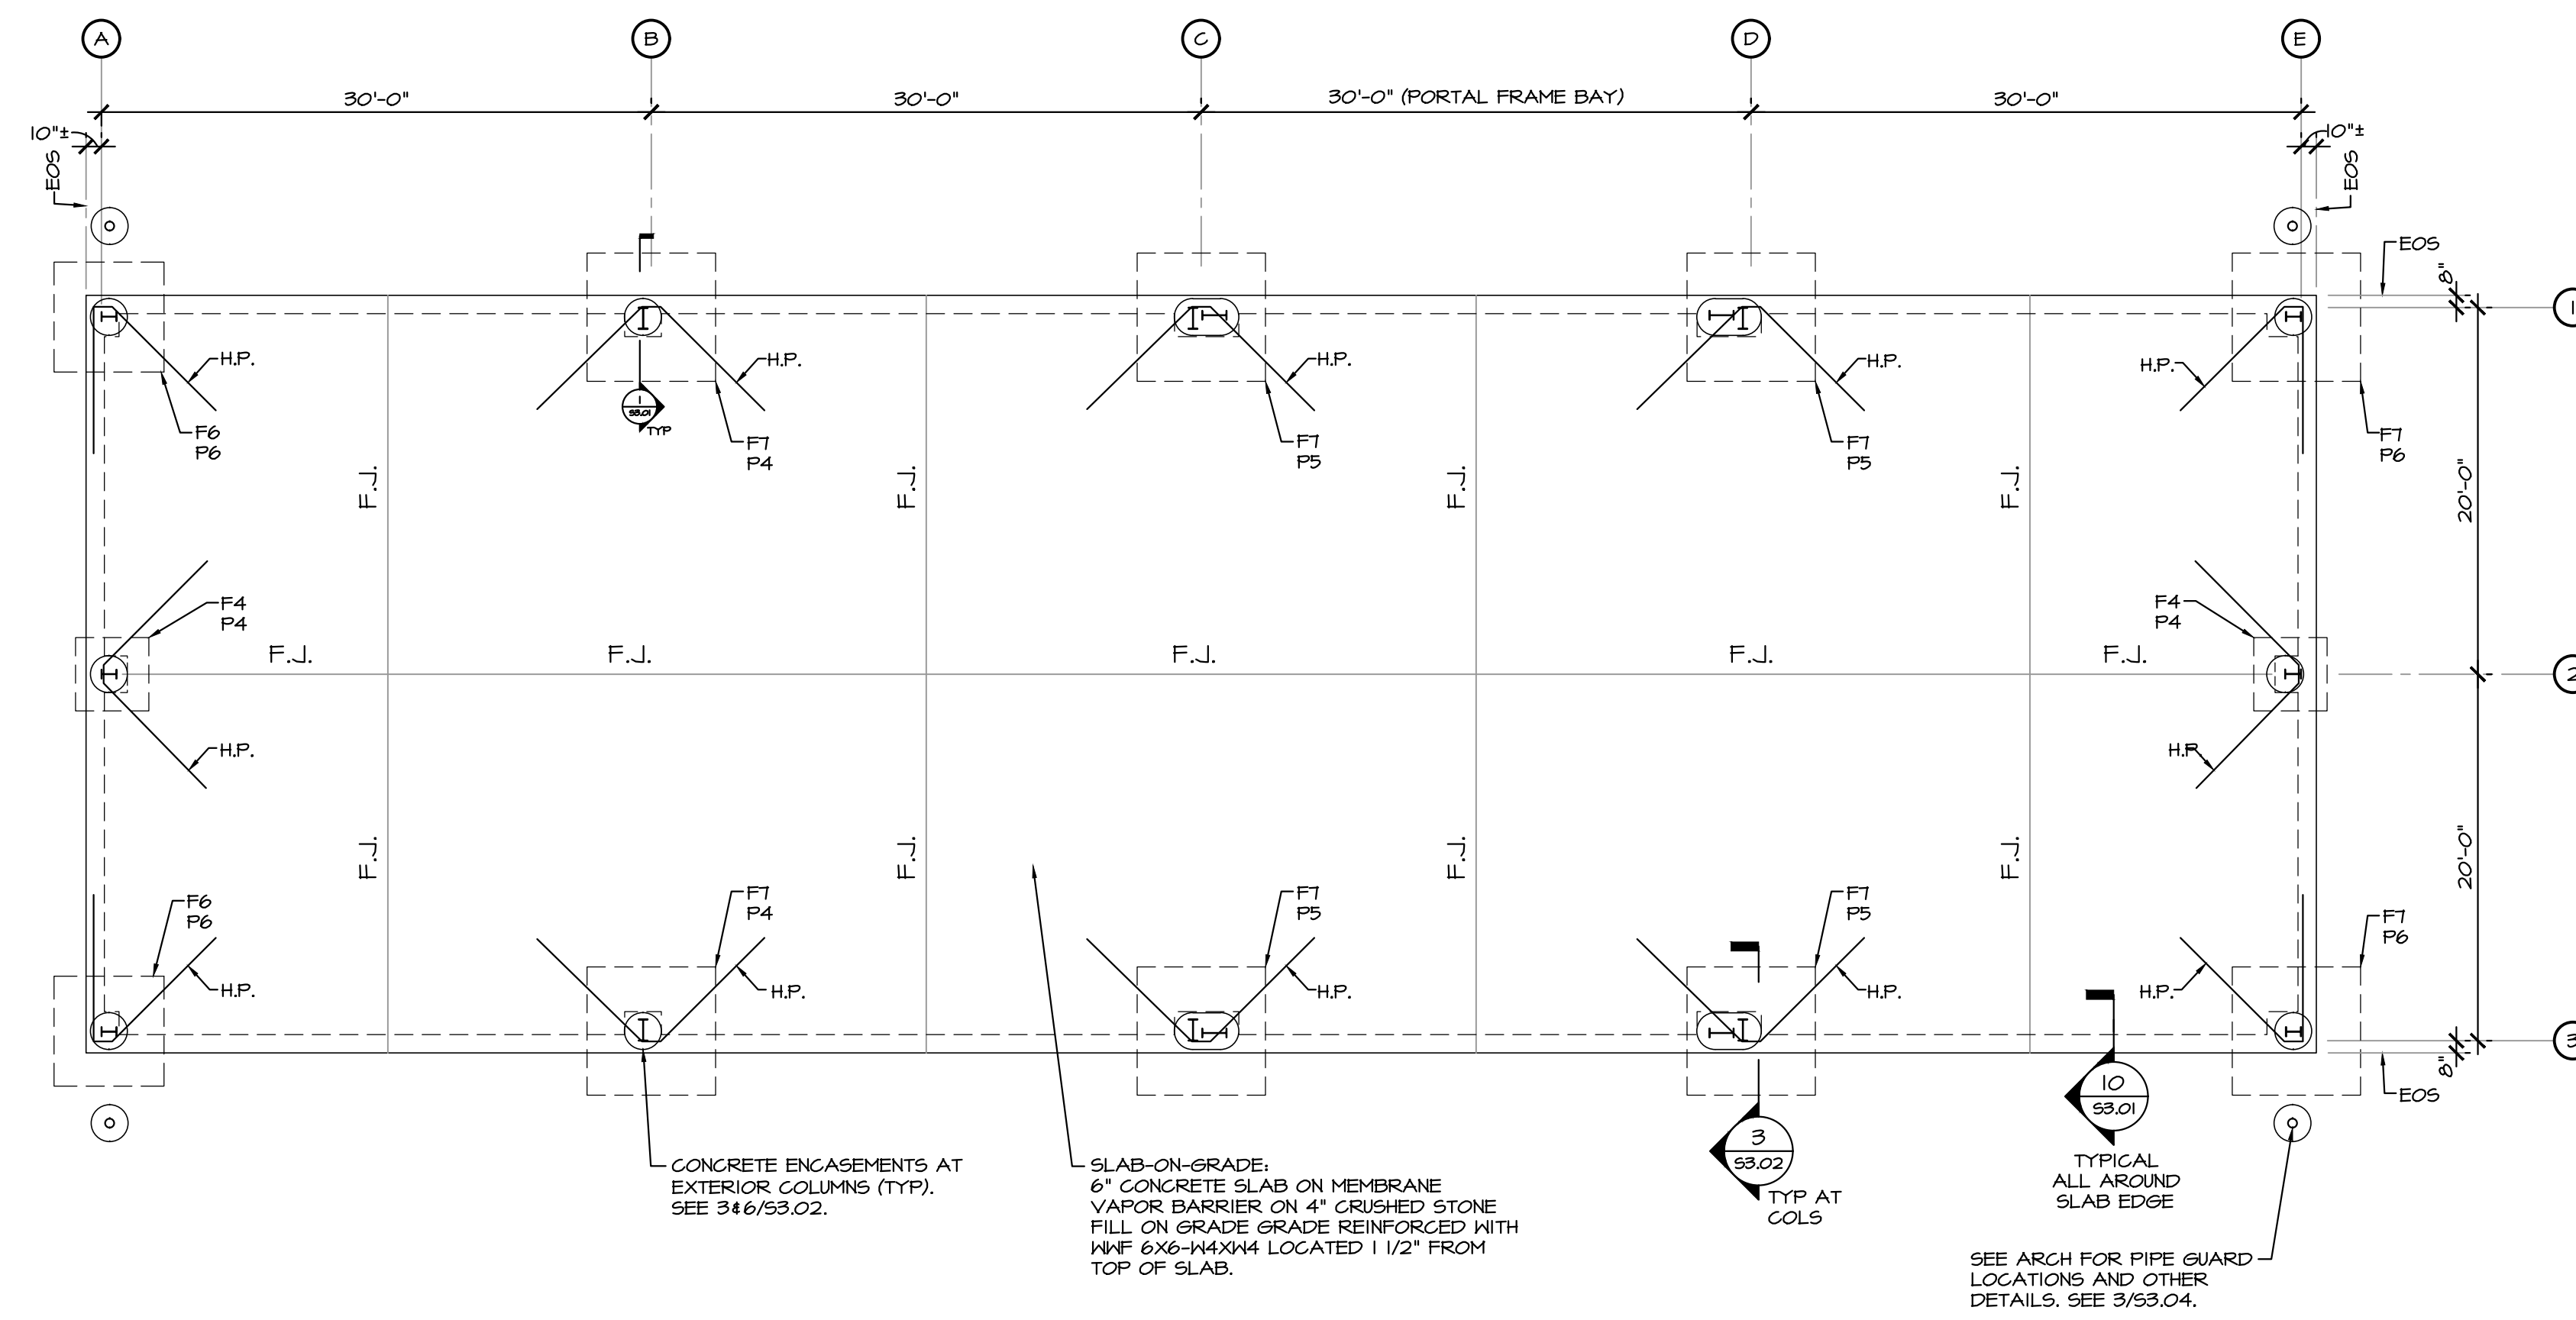 A
B
C
D
E
30'-0"
30'-0"
30'-0" (PORTAL FRAME BAY)
30'-0"
10"±
10"±
EOS
EOS
EOS
8"
1
H.P.
H.P.
H.P.
H.P.
H.P.
1
S3.01
TYP
F6
P6
F7
P4
F7
P5
F7
P5
F7
P6
F.J.
F.J.
F.J.
F.J.
20'-0"
F4
P4
F4
P4
F.J.
F.J.
F.J.
F.J.
F.J.
2
H.P.
H.P.
F.J.
F.J.
F.J.
F.J.
20'-0"
F6
P6
F7
P4
F7
P5
F7
P5
F7
P6
H.P.
H.P.
H.P.
H.P.
H.P.
3
8"
EOS
10
S3.01
TYPICAL
ALL AROUND
SLAB EDGE
3
S3.02
TYP AT
COLS
CONCRETE ENCASEMENTS AT
EXTERIOR COLUMNS (TYP).
SEE 3&6/S3.02.
SLAB-ON-GRADE:
6" CONCRETE SLAB ON MEMBRANE
VAPOR BARRIER ON 4" CRUSHED STONE
FILL ON GRADE GRADE REINFORCED WITH
WWF 6X6-W4XW4 LOCATED 1 1/2" FROM
TOP OF SLAB.
SEE ARCH FOR PIPE GUARD
LOCATIONS AND OTHER
DETAILS. SEE 3/S3.04.